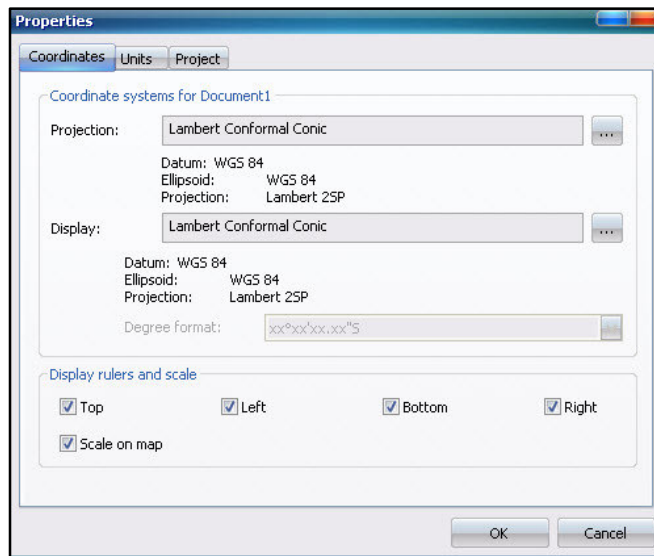 Properties
Coordinates Units Project
Coordinate systems for Document1
Projection: Lambert Conformal Conic ...
Datum: WGS 84
Ellipsoid: WGS 84
Projection: Lambert 2SP
Display: Lambert Conformal Conic ...
Datum: WGS 84
Ellipsoid: WGS 84
Projection: Lambert 2SP
Degree format: xx°xx'xx.xx"S
Display rulers and scale
Top Left Bottom Right
Scale on map
OK Cancel